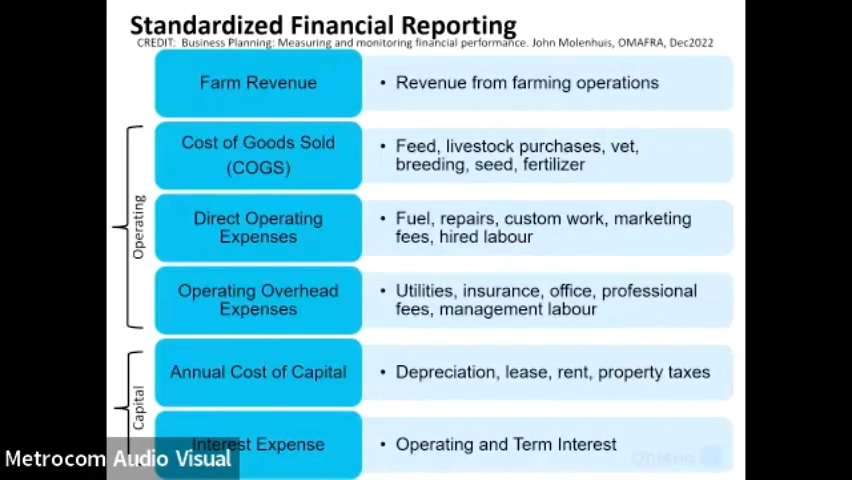 Standardized Financial Reporting
CREDIT: Business Planning: Measuring and monitoring financial performance. John Molenhuis, OMAFRA, Dec2022
Farm Revenue
• Revenue from farming operations
Operating
Cost of Goods Sold
(COGS)
• Feed, livestock purchases, vet,
breeding, seed, fertilizer
Direct Operating
Expenses
• Fuel, repairs, custom work, marketing
fees, hired labour
Operating Overhead
Expenses
• Utilities, insurance, office, professional
fees, management labour
Capital
Annual Cost of Capital
• Depreciation, lease, rent, property taxes
Interest Expense
• Operating and Term Interest
Ontario
Metrocom Audio Visual